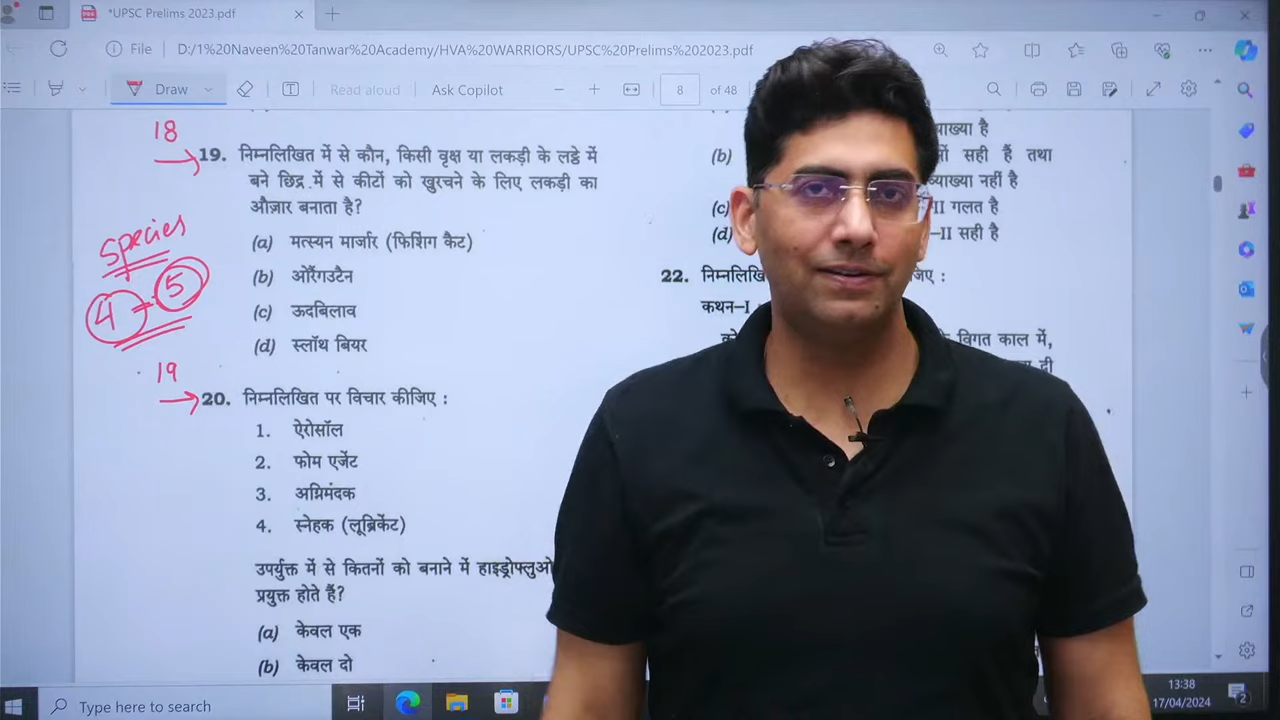 *UPSC Prelims 2023.pdf
File
D:/1%20Naveen%20Tanwar%20Academy/HVA%20WARRIORS/UPSC%20Prelims%202023.pdf
Draw
Read aloud
Ask Copilot
8
of 48
18
19. निम्नलिखित में से कौन, किसी वृक्ष या लकड़ी के लट्ठे में
बने छिद्र में से कीटों को खुरचने के लिए लकड़ी का
औज़ार बनाता है?
(a) मत्स्यन मार्जार (फिशिंग कैट)
(b) ओरैंगउटैन
(c) ऊदबिलाव
(d) स्लॉथ बियर
species
4 - 5
19
20. निम्नलिखित पर विचार कीजिए :
1. ऐरोसॉल
2. फोम एजेंट
3. अग्निमंदक
4. स्नेहक (लूब्रिकेंट)
उपर्युक्त में से कितनों को बनाने में हाइड्रोफ्लुओ
प्रयुक्त होते हैं?
(a) केवल एक
(b) केवल दो
है
(b) सही हैं तथा
व्याख्या नहीं है
(c) II गलत है
(d) –II सही है
22. कथन–I
विगत काल में,
Type here to search
13:38
17/04/2024
2